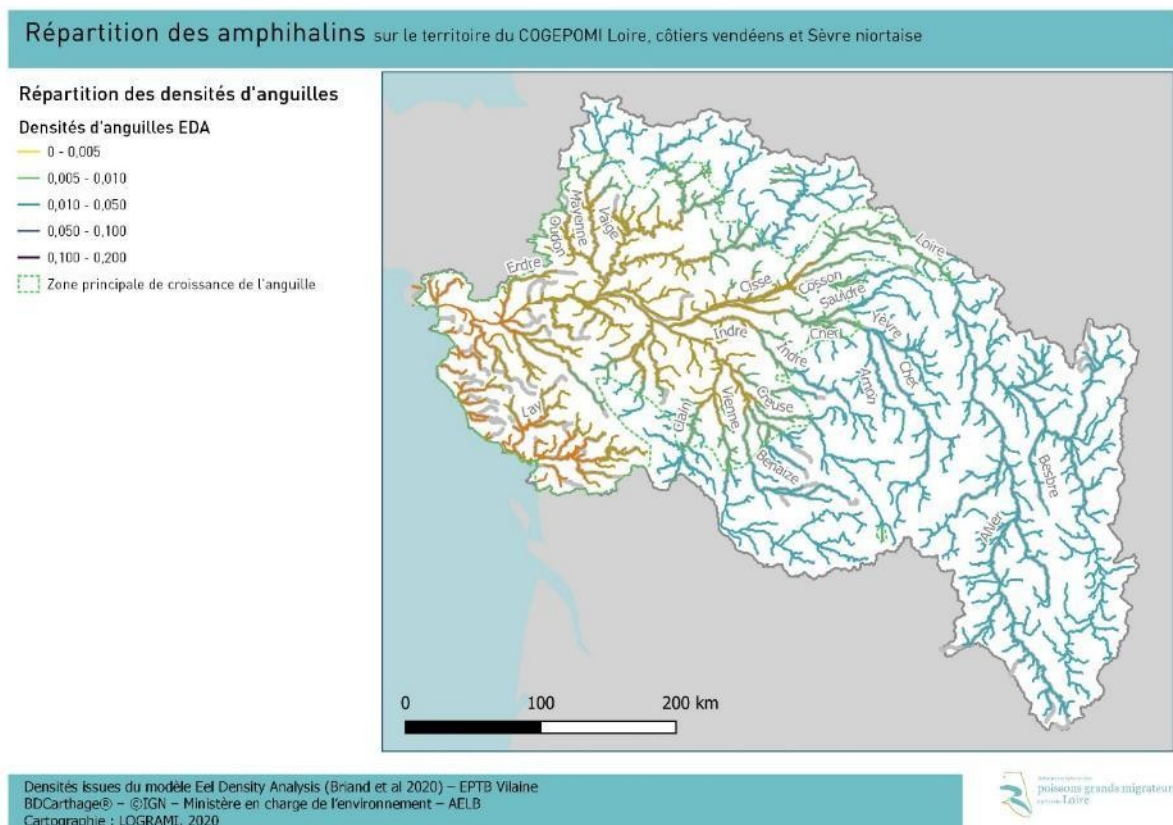 Répartition des amphihalins sur le territoire du COGEPOMI Loire, côtiers vendéens et Sèvre niortaise
Répartition des densités d'anguilles
Densités d'anguilles EDA
0 - 0,005
0,005 - 0,010
0,010 - 0,050
0,050 - 0,100
0,100 - 0,200
Zone principale de croissance de l'anguille
Mayenne
Vaige
Oudon
Erdre
Loire
Cisse
Cosson
Sauldre
Yèvre
Indre
Cher
Indre
Arnon
Cher
Creuse
Vienne
Clain
Lay
Benaize
Besbre
Allier
0 100 200 km
Densités issues du modèle Eel Density Analysis (Briand et al 2020) – EPTB Vilaine
BDCarthage® – ©IGN – Ministère en charge de l'environnement – AELB
Cartographie : LOGRAMI, 2020
poissons grands migrateurs
Loire